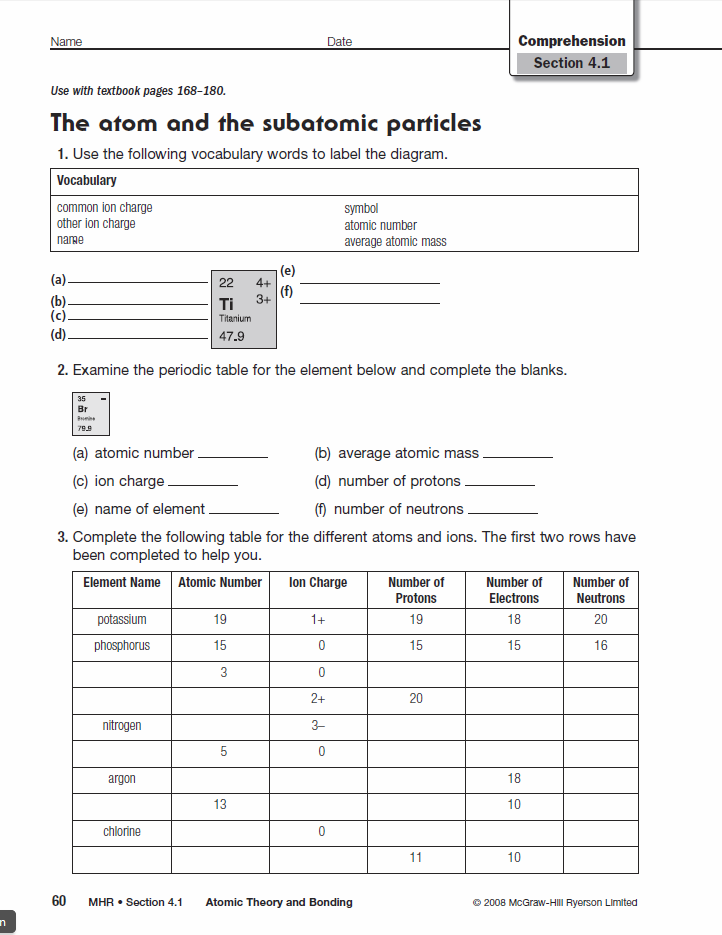 Name Date Comprehension
Section 4.1
Use with textbook pages 168–180.
The atom and the subatomic particles
1. Use the following vocabulary words to label the diagram.
Vocabulary
common ion charge symbol
other ion charge atomic number
name average atomic mass
(a) 22 4+ (e)
(b) Ti 3+ (f)
(c) Titanium
(d) 47.9
2. Examine the periodic table for the element below and complete the blanks.
35 –
Br
Bromine
79.9
(a) atomic number (b) average atomic mass
(c) ion charge (d) number of protons
(e) name of element (f) number of neutrons
3. Complete the following table for the different atoms and ions. The first two rows have
been completed to help you.
Element Name Atomic Number Ion Charge Number of Protons Number of Electrons Number of Neutrons
potassium 19 1+ 19 18 20
phosphorus 15 0 15 15 16
3 0
2+ 20
nitrogen 3–
5 0
argon 18
13 10
chlorine 0
11 10
60 MHR • Section 4.1 Atomic Theory and Bonding © 2008 McGraw-Hill Ryerson Limited
n